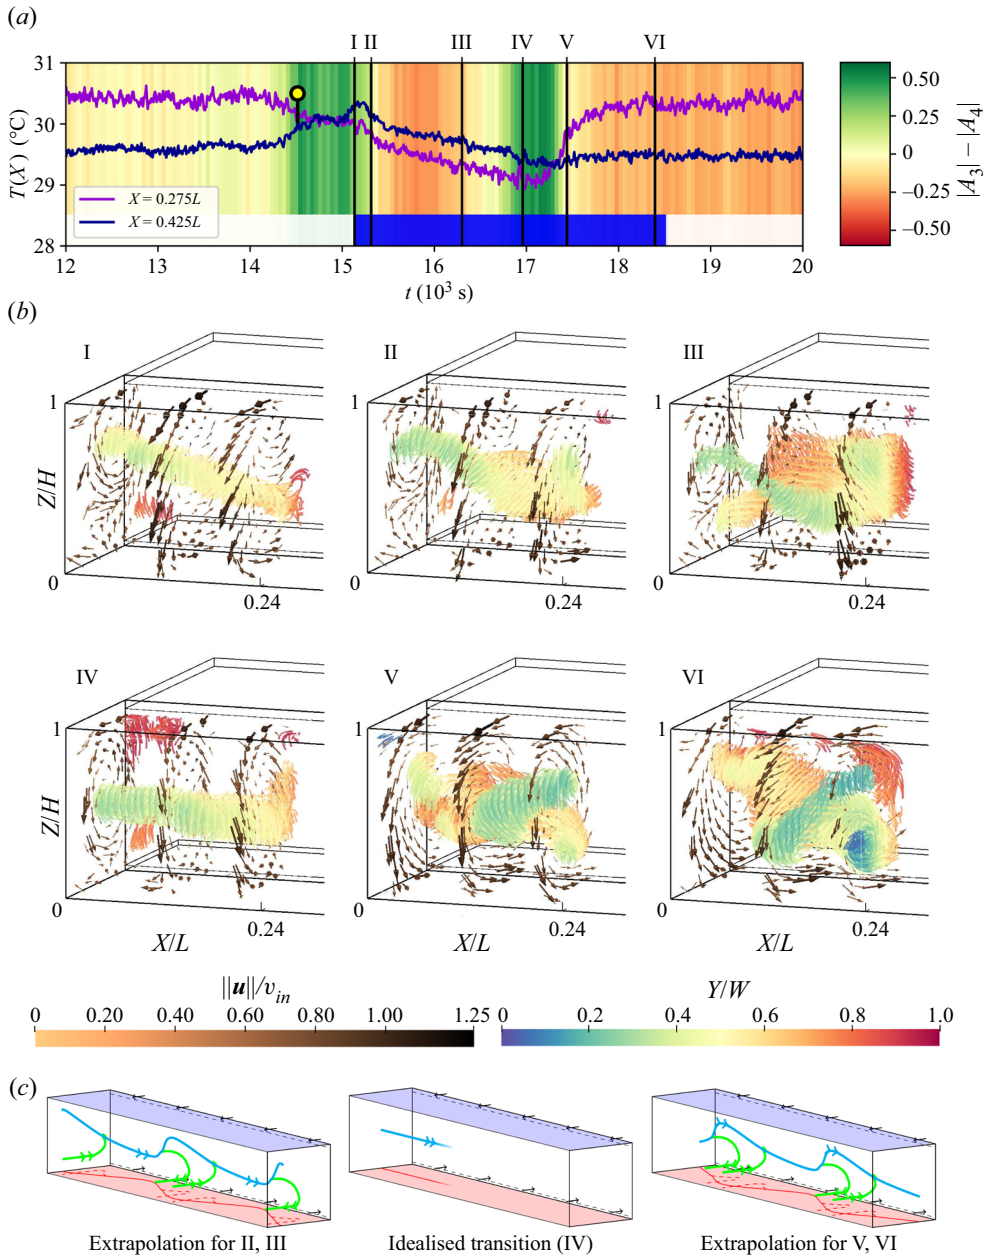 (a)
I II III IV V VI
31
30
29
28
T(X) (°C)
X = 0.275L
X = 0.425L
12 13 14 15 16 17 18 19 20
t (10³ s)
0.50
0.25
0
−0.25
−0.50
|A₃| − |A₄|
(b)
I II III
1 1 1
Z/H
0 0 0
0.24 0.24 0.24
IV V VI
1 1 1
Z/H
0 0 0
0.24 0.24 0.24
X/L X/L X/L
||u||/v_in Y/W
0 0.20 0.40 0.60 0.80 1.00 1.25 0 0.2 0.4 0.6 0.8 1.0
(c)
Extrapolation for II, III Idealised transition (IV) Extrapolation for V, VI